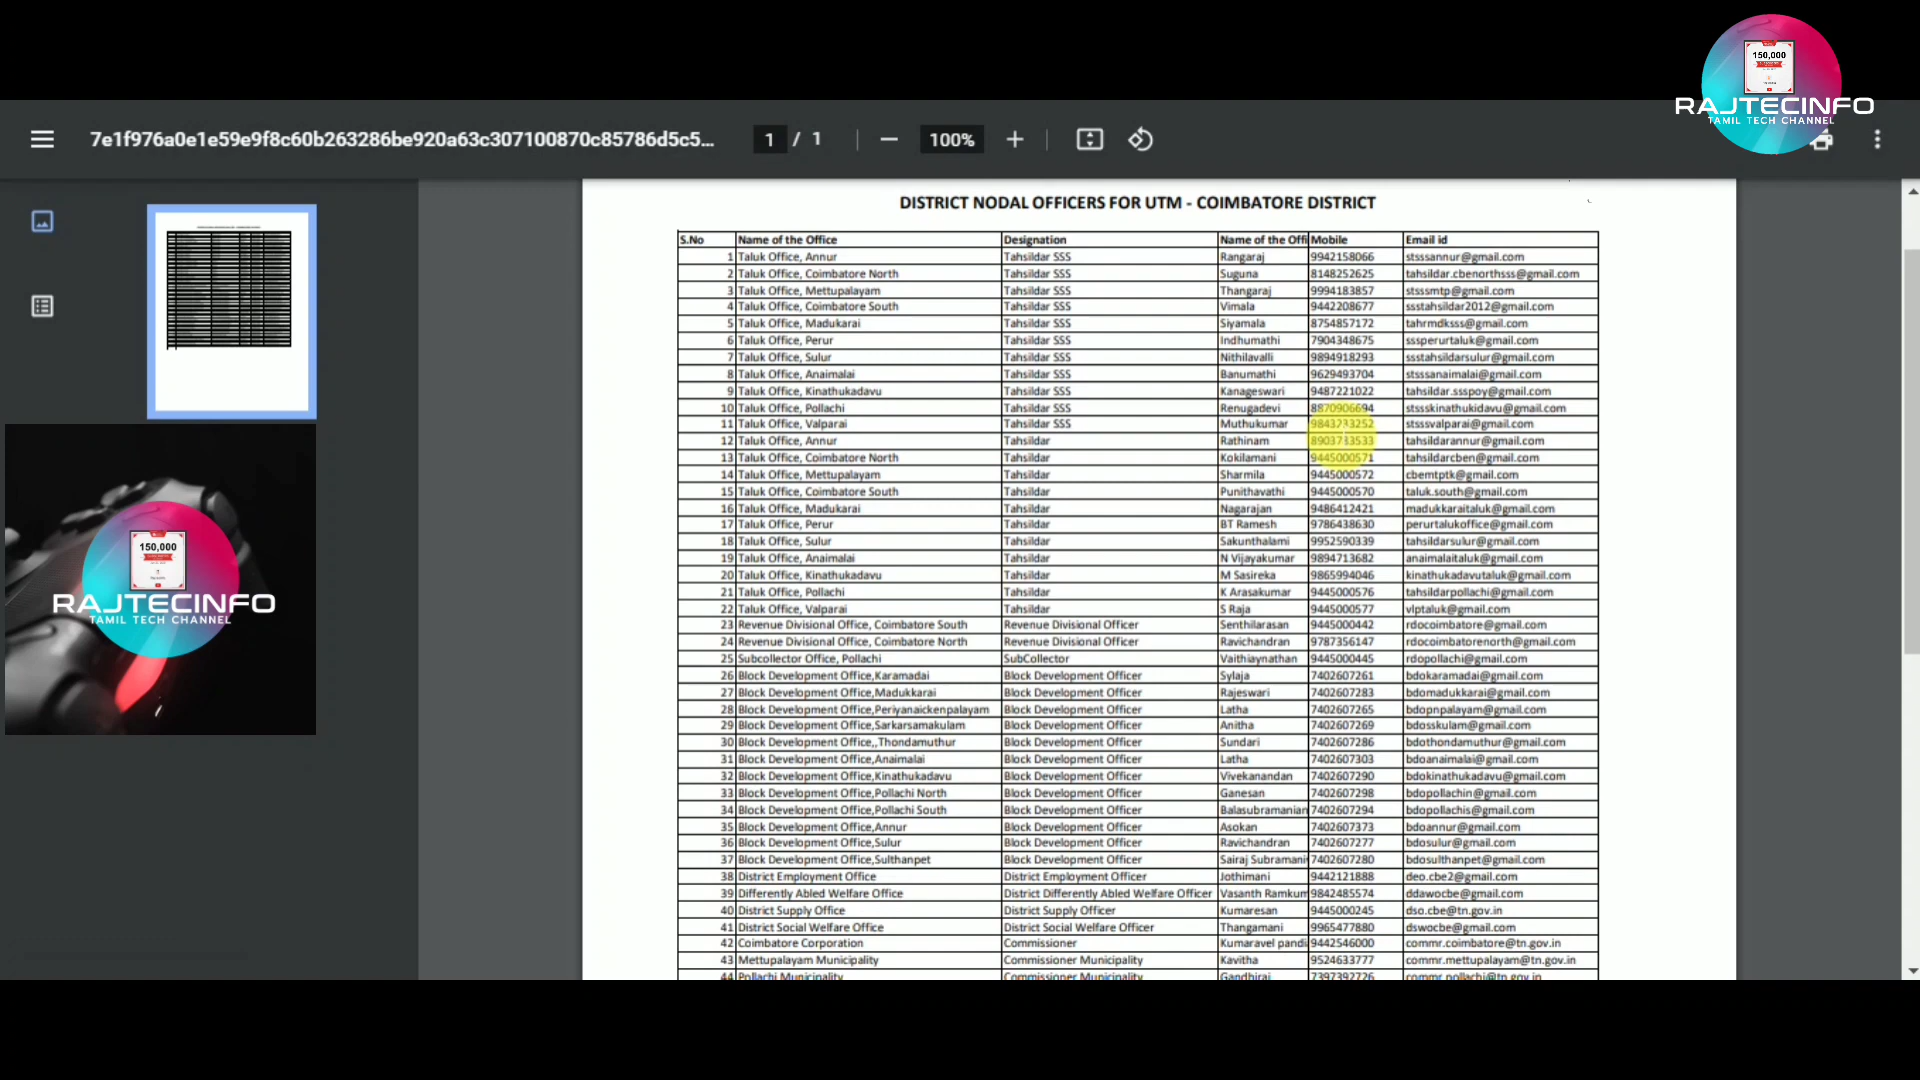 150,000
RAJTECINFO
TAMIL TECH CHANNEL
7e1f976a0e1e59e9f8c60b263286be920a63c307100870c85786d5c5... 1 / 1 100%
DISTRICT NODAL OFFICERS FOR UTM - COIMBATORE DISTRICT
S.No Name of the Office Designation Name of the Offi Mobile Email id
1 Taluk Office, Annur Tahsildar SSS Rangaraj 9942158066 stsssannur@gmail.com
2 Taluk Office, Coimbatore North Tahsildar SSS Suguna 8148252625 tahsildar.cbenorthsss@gmail.com
3 Taluk Office, Mettupalayam Tahsildar SSS Thangaraj 9994183857 stsssmtp@gmail.com
4 Taluk Office, Coimbatore South Tahsildar SSS Vimala 9442208677 ssstahsildar2012@gmail.com
5 Taluk Office, Madukarai Tahsildar SSS Siyamala 8754857172 tahrmdksss@gmail.com
6 Taluk Office, Perur Tahsildar SSS Indhumathi 7904348675 sssperurtaluk@gmail.com
7 Taluk Office, Sulur Tahsildar SSS Nithilavalli 9894918293 ssstahsildarsulur@gmail.com
8 Taluk Office, Anaimalai Tahsildar SSS Banumathi 9629493704 stsssanaimalai@gmail.com
9 Taluk Office, Kinathukadavu Tahsildar SSS Kanageswari 9487221022 tahsildar.ssspoy@gmail.com
10 Taluk Office, Pollachi Tahsildar SSS Renugadevi 8870906694 stssskinathukidavu@gmail.com
11 Taluk Office, Valparai Tahsildar SSS Muthukumar stsssvalparai@gmail.com
12 Taluk Office, Annur Tahsildar Rathinam tahsildarannur@gmail.com
13 Taluk Office, Coimbatore North Tahsildar Kokilamani 9445000571 tahsildarcben@gmail.com
14 Taluk Office, Mettupalayam Tahsildar Sharmila 9445000572 cbemtptk@gmail.com
15 Taluk Office, Coimbatore South Tahsildar Punithavathi 9445000570 taluk.south@gmail.com
16 Taluk Office, Madukarai Tahsildar Nagarajan 9486412421 madukkaraitaluk@gmail.com
17 Taluk Office, Perur Tahsildar BT Ramesh 9786438630 perurtalukoffice@gmail.com
18 Taluk Office, Sulur Tahsildar Sakunthalami 9952590339 tahsildarsulur@gmail.com
19 Taluk Office, Anaimalai Tahsildar N Vijayakumar 9894713682 anaimalaitaluk@gmail.com
20 Taluk Office, Kinathukadavu Tahsildar M Sasireka 9865994046 kinathukadavutaluk@gmail.com
21 Taluk Office, Pollachi Tahsildar K Arasakumar 9445000576 tahsildarpollachi@gmail.com
22 Taluk Office, Valparai Tahsildar S Raja 9445000577 vlptaluk@gmail.com
23 Revenue Divisional Office, Coimbatore South Revenue Divisional Officer Senthilarasan 9445000442 rdocoimbatore@gmail.com
24 Revenue Divisional Office, Coimbatore North Revenue Divisional Officer Ravichandran 9787356147 rdocoimbatorenorth@gmail.com
25 Subcollector Office, Pollachi SubCollector Vaithiaynathan 9445000445 rdopollachi@gmail.com
26 Block Development Office,Karamadai Block Development Officer Sylaja 7402607261 bdokaramadai@gmail.com
27 Block Development Office,Madukkarai Block Development Officer Rajeswari 7402607283 bdomadukkarai@gmail.com
28 Block Development Office,Periyanaickenpalayam Block Development Officer Latha 7402607265 bdopnpalayam@gmail.com
29 Block Development Office,Sarkarsamakulam Block Development Officer Anitha 7402607269 bdosskulam@gmail.com
30 Block Development Office,,Thondamuthur Block Development Officer Sundari 7402607286 bdothondamuthur@gmail.com
31 Block Development Office,Anaimalai Block Development Officer Latha 7402607303 bdoanaimalai@gmail.com
32 Block Development Office,Kinathukadavu Block Development Officer Vivekanandan 7402607290 bdokinathukadavu@gmail.com
33 Block Development Office,Pollachi North Block Development Officer Ganesan 7402607298 bdopollachin@gmail.com
34 Block Development Office,Pollachi South Block Development Officer Balasubramanian 7402607294 bdopollachis@gmail.com
35 Block Development Office,Annur Block Development Officer Asokan 7402607373 bdoannur@gmail.com
36 Block Development Office,Sulur Block Development Officer Ravichandran 7402607277 bdosulur@gmail.com
37 Block Development Office,Sulthanpet Block Development Officer Sairaj Subramani 7402607280 bdosulthanpet@gmail.com
38 District Employment Office District Employment Officer Jothimani 9442121888 deo.cbe2@gmail.com
39 Differently Abled Welfare Office District Differently Abled Welfare Officer Vasanth Ramkum 9842485574 ddawocbe@gmail.com
40 District Supply Office District Supply Officer Kumaresan 9445000245 dso.cbe@tn.gov.in
41 District Social Welfare Office District Social Welfare Officer Thangamani 9965477880 dswocbe@gmail.com
42 Coimbatore Corporation Commissioner Kumaravel pandi 9442546000 commr.coimbatore@tn.gov.in
43 Mettupalayam Municipality Commissioner Municipality Kavitha 9524633777 commr.mettupalayam@tn.gov.in
44 Pollachi Municipality Commissioner Municipality Gandhiraj 7397392726 commr.pollachi@tn.gov.in
150,000
RAJTECINFO
TAMIL TECH CHANNEL